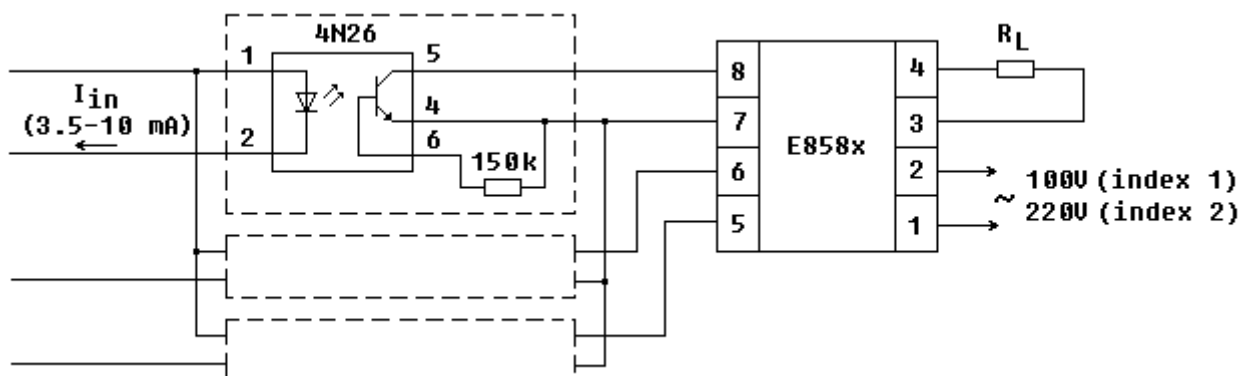 4N26
1
5
I in
(3.5-10 mA)
2
4
6
150k
8
7
6
5
E858x
4
3
2
1
R L
100V (index 1)
~
220V (index 2)